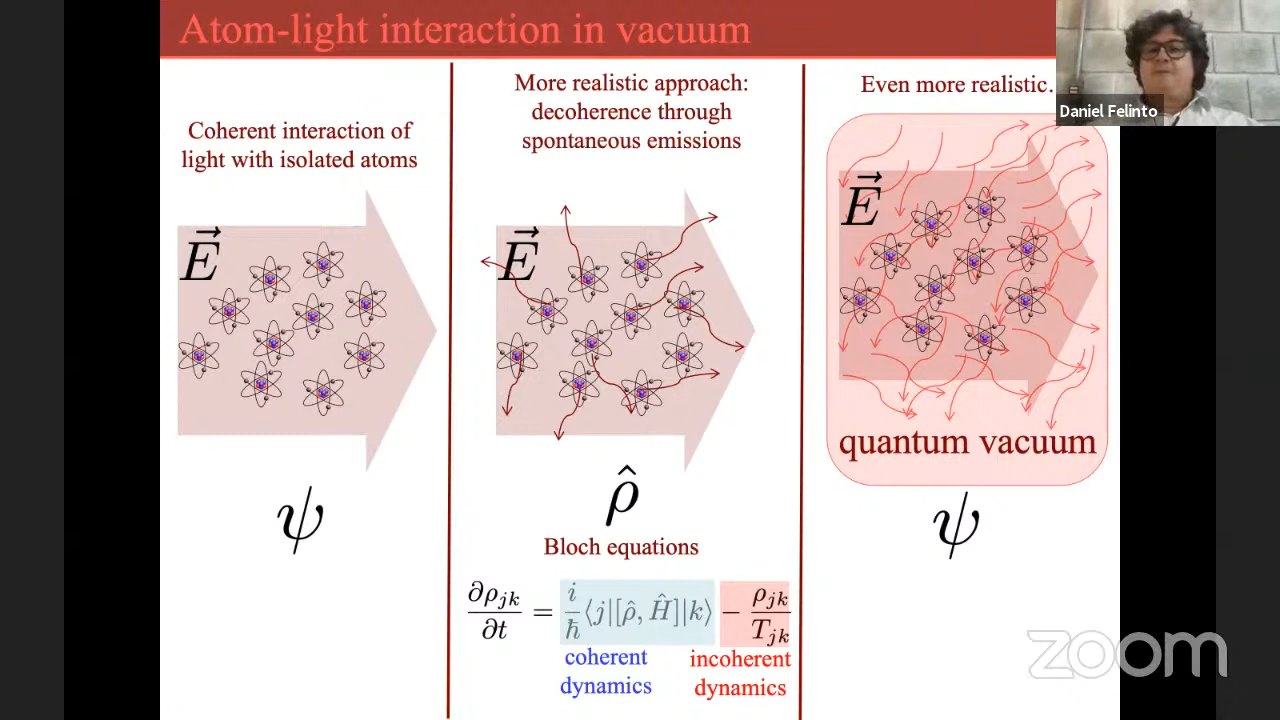 Atom-light interaction in vacuum
Daniel Felinto
Coherent interaction of
light with isolated atoms
E⃗
ψ
More realistic approach:
decoherence through
spontaneous emissions
E⃗
ρ̂
Bloch equations
∂ρjk/∂t = i/ħ ⟨j|[ρ̂, Ĥ]|k⟩ − ρjk/Tjk
coherent
dynamics
incoherent
dynamics
Even more realistic.
E⃗
quantum vacuum
ψ
zoom